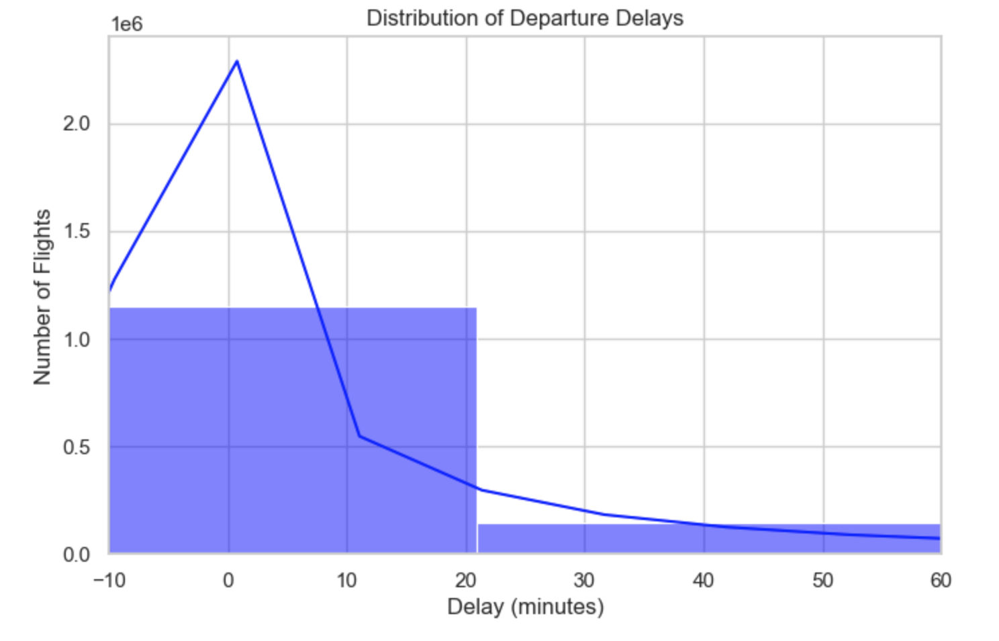 Distribution of Departure Delays
1e6
Number of Flights
2.0
1.5
1.0
0.5
0.0
−10 0 10 20 30 40 50 60
Delay (minutes)